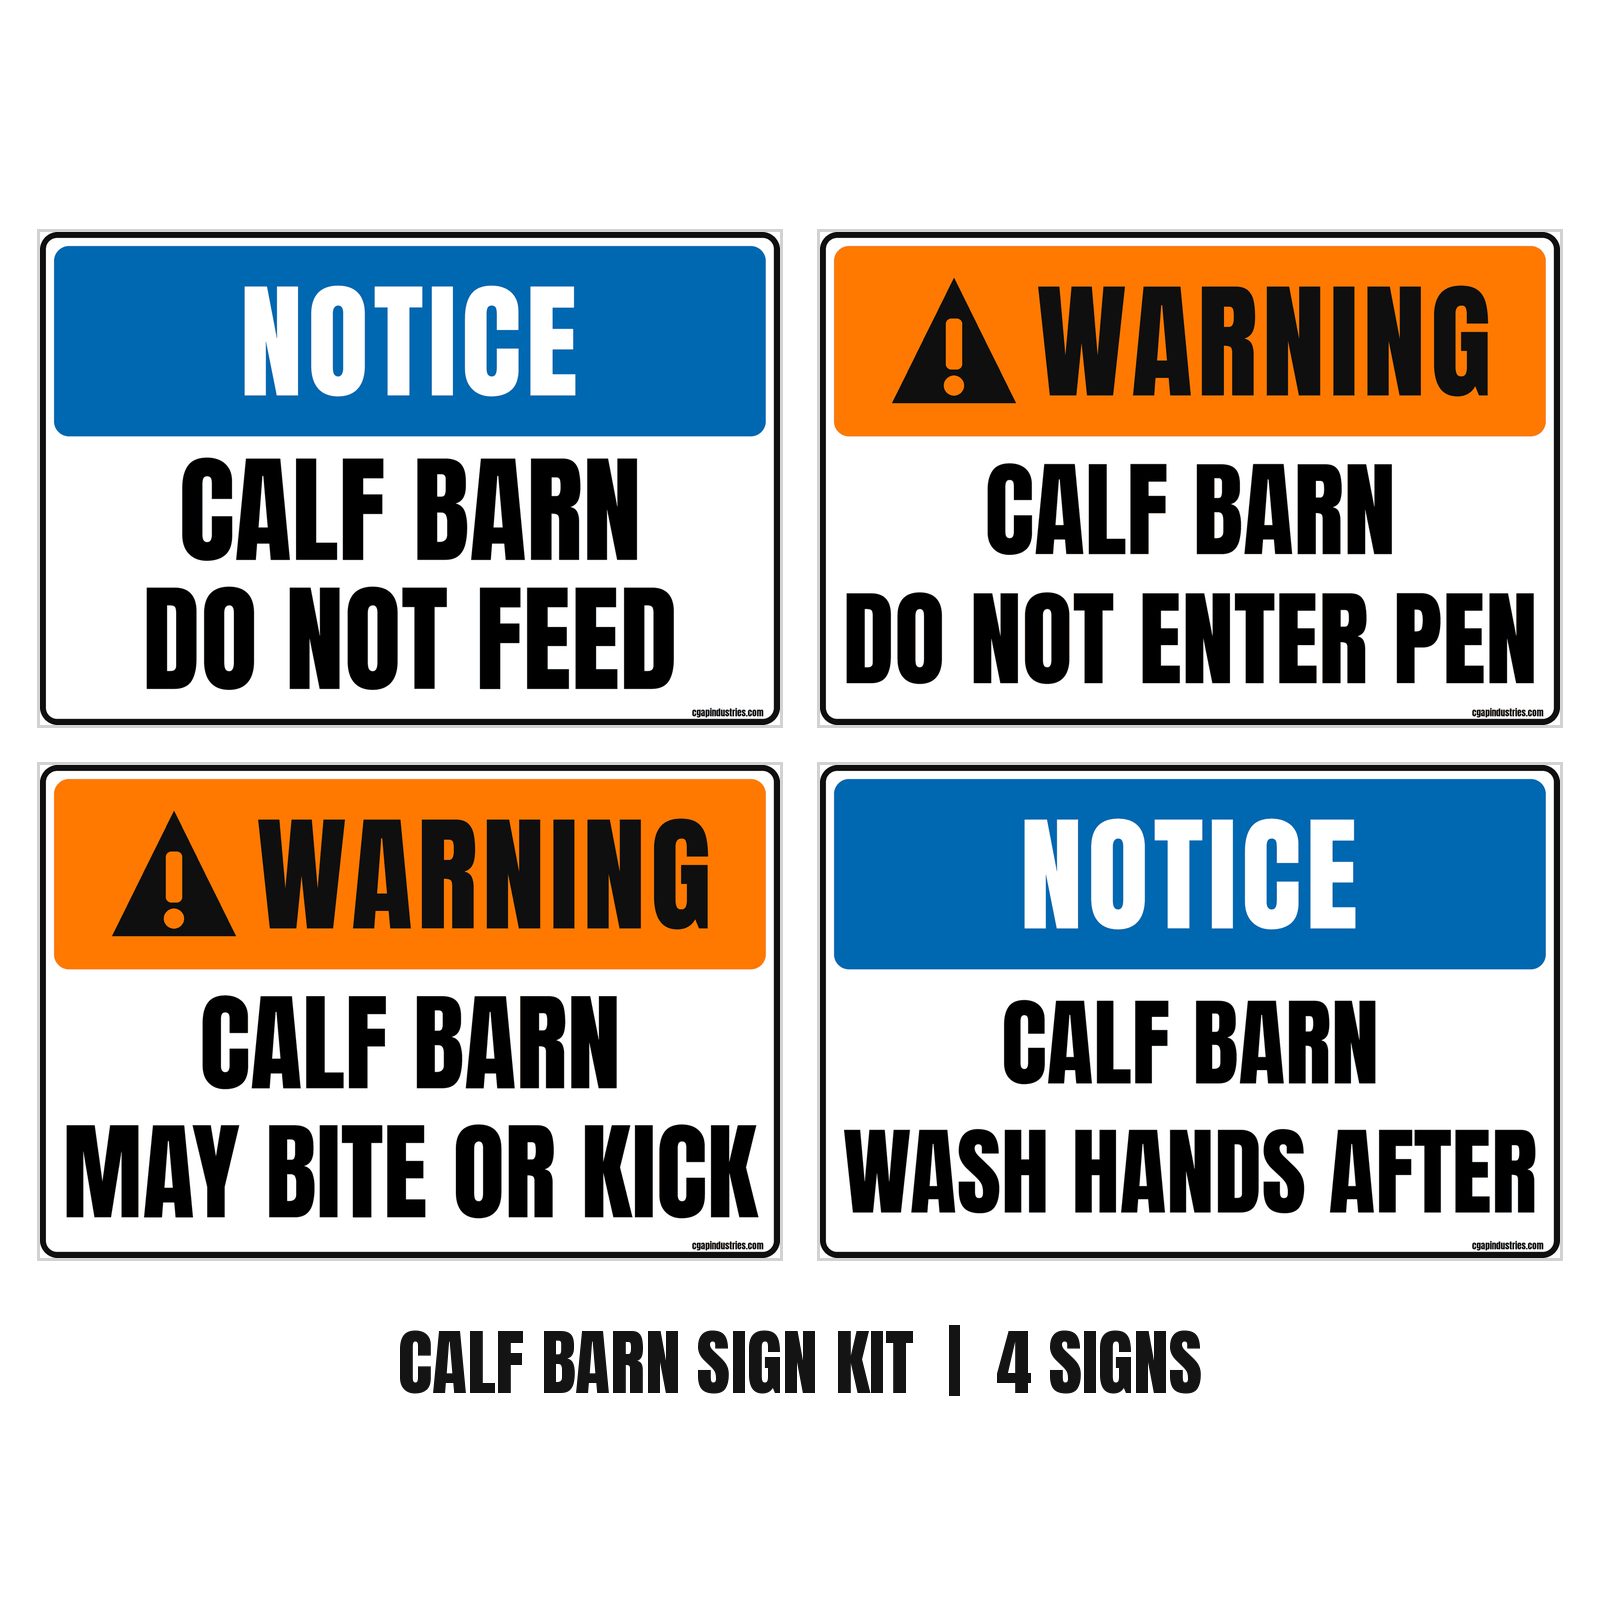 NOTICE
CALF BARN
DO NOT FEED
cgapindustries.com
WARNING
CALF BARN
DO NOT ENTER PEN
cgapindustries.com
WARNING
CALF BARN
MAY BITE OR KICK
cgapindustries.com
NOTICE
CALF BARN
WASH HANDS AFTER
cgapindustries.com
CALF BARN SIGN KIT | 4 SIGNS